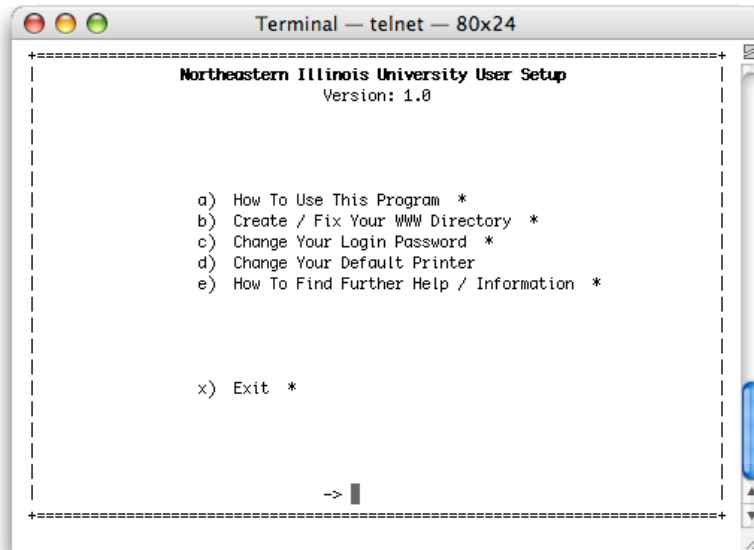 Terminal — telnet — 80x24
Northeastern Illinois University User Setup
Version: 1.0
a) How To Use This Program *
b) Create / Fix Your WWW Directory *
c) Change Your Login Password *
d) Change Your Default Printer
e) How To Find Further Help / Information *
x) Exit *
->